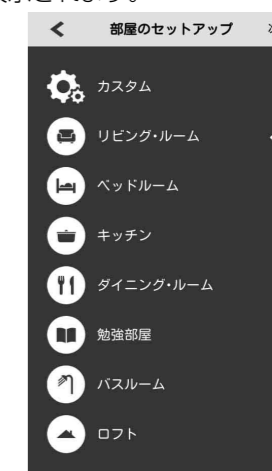 部屋のセットアップ
カスタム
リビング・ルーム
ベッドルーム
キッチン
ダイニング・ルーム
勉強部屋
バスルーム
ロフト